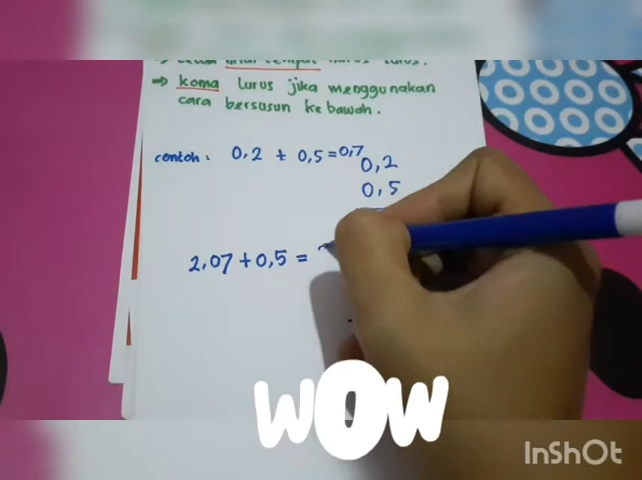 ⇒ koma lurus jika menggunakan
cara bersusun kebawah.
contoh : 0,2 + 0,5 = 0,7
0,2
0,5
2,07 + 0,5 =
WOW
InShOt